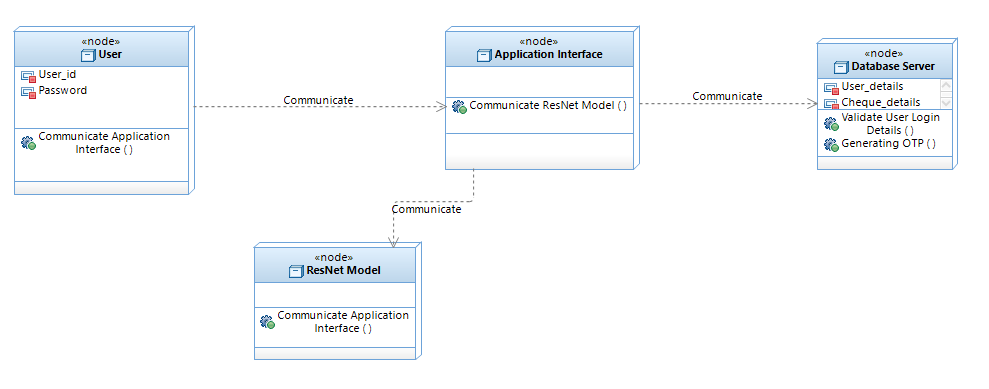 «node»
User
User_id
Password
Communicate Application
Interface ( )
Communicate
«node»
Application Interface
Communicate ResNet Model ( )
Communicate
«node»
Database Server
User_details
Cheque_details
Validate User Login
Details ( )
Generating OTP ( )
Communicate
«node»
ResNet Model
Communicate Application
Interface ( )